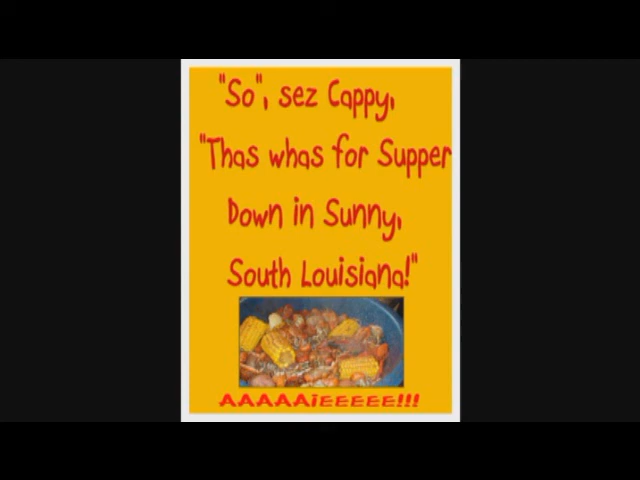 "So", sez Cappy,
"Thas whas for Supper
Down in Sunny,
South Louisiana!"
AAAAAiEEEEE!!!